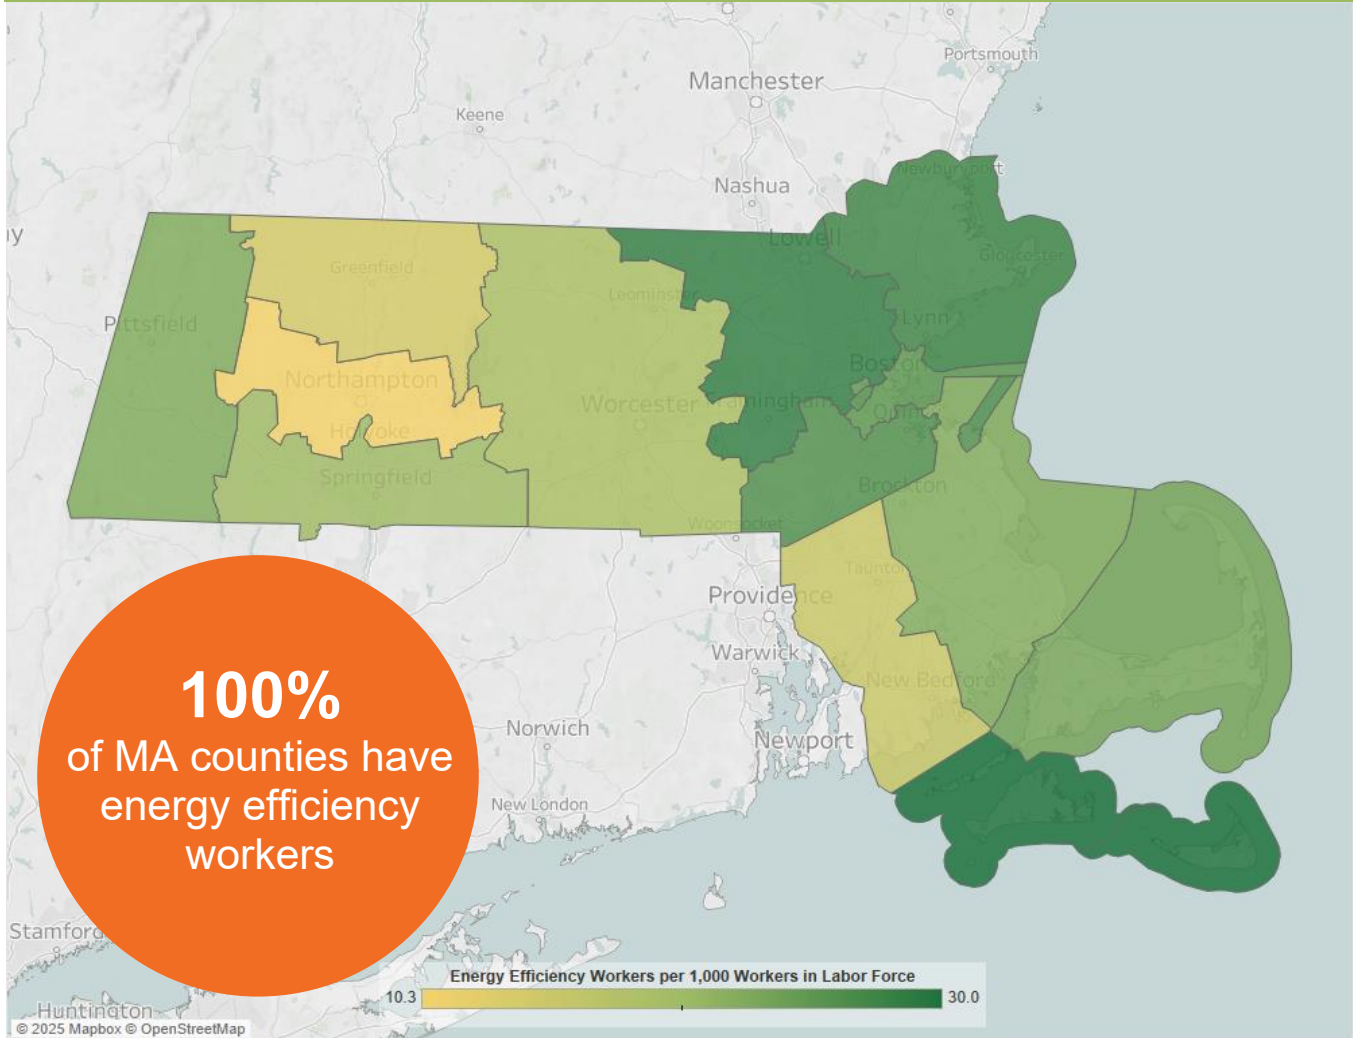 Portsmouth
Manchester
Keene
Nashua
Newburyport
y
Lowell
Greenfield
Gloucester
Leominster
Pittsfield
Lynn
Boston
Northampton
Worcester
Framingham
Quincy
Holyoke
Springfield
Brockton
Woonsocket
Taunton
Providence
Warwick
New Bedford
Norwich
Newport
New London
Stamford
Huntington
100%
of MA counties have
energy efficiency
workers
Energy Efficiency Workers per 1,000 Workers in Labor Force
10.3
30.0
© 2025 Mapbox © OpenStreetMap